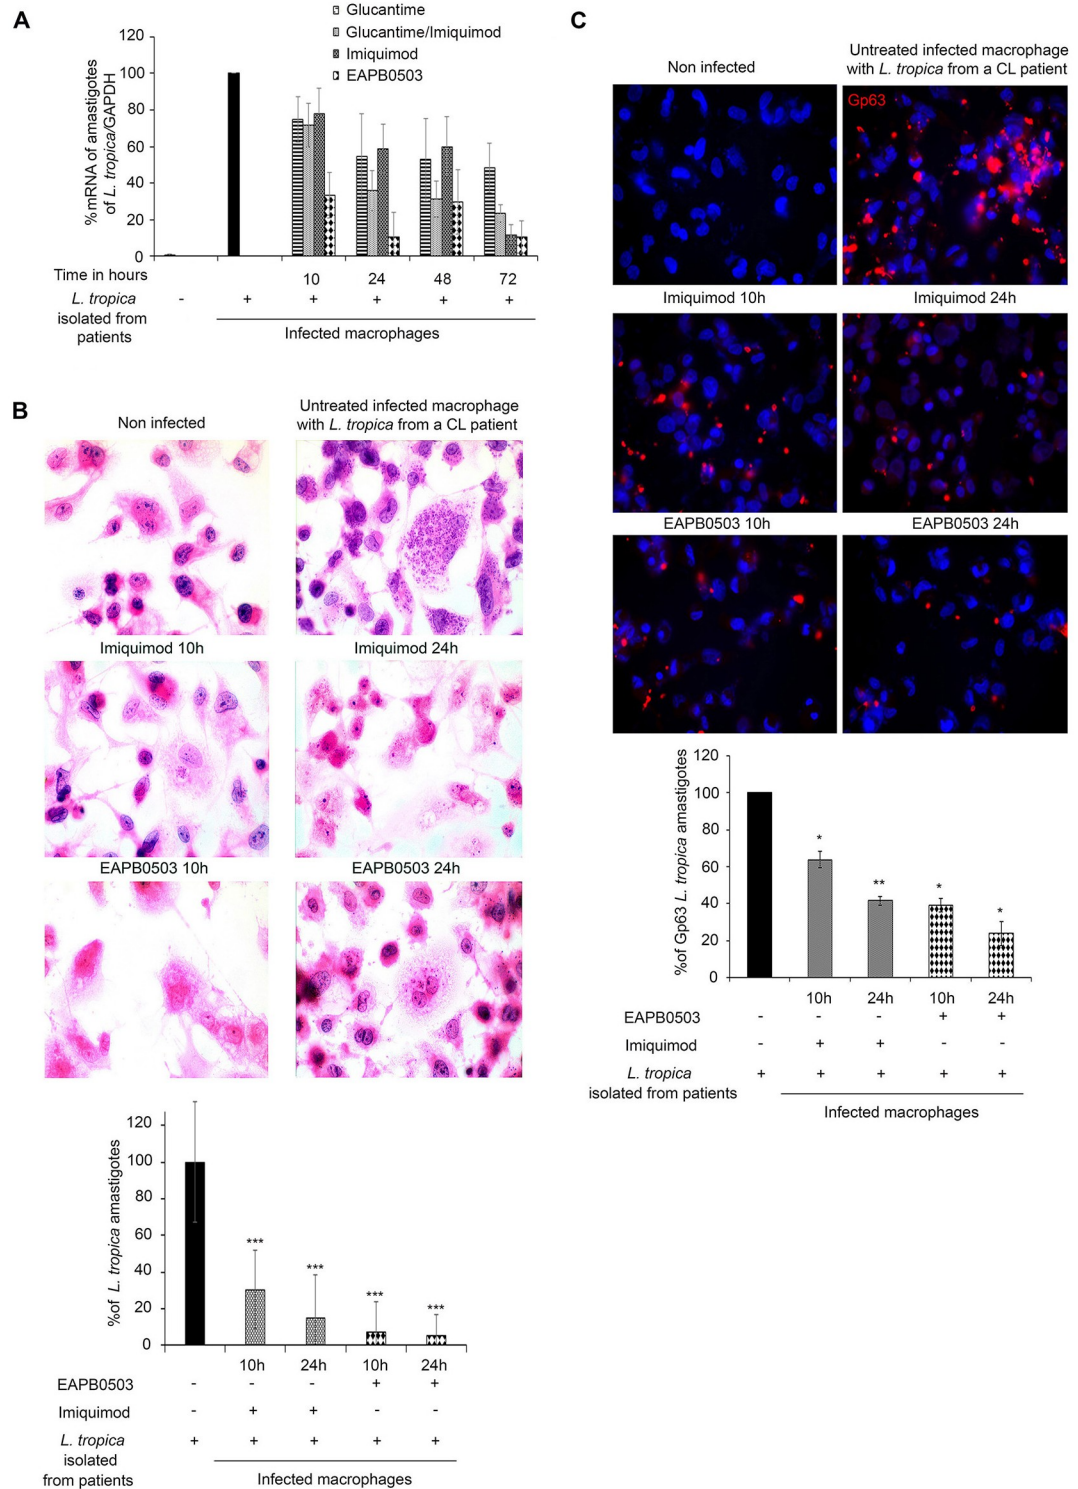 A
Glucantime
Glucantime/Imiquimod
Imiquimod
EAPB0503
% mRNA of amastigotes
of L. tropica/GAPDH
120
100
80
60
40
20
0
Time in hours 10 24 48 72
L. tropica - + + + + +
isolated from
patients
Infected macrophages
B
Non infected
Untreated infected macrophage
with L. tropica from a CL patient
Imiquimod 10h
Imiquimod 24h
EAPB0503 10h
EAPB0503 24h
%of L. tropica amastigotes
120
100
80
60
40
20
0
*** *** *** ***
10h 24h 10h 24h
EAPB0503 - - - + +
Imiquimod - + + - -
L. tropica + + + + +
isolated
from patients
Infected macrophages
C
Non infected
Untreated infected macrophage
with L. tropica from a CL patient
Gp63
Imiquimod 10h
Imiquimod 24h
EAPB0503 10h
EAPB0503 24h
%of Gp63 L. tropica amastigotes
120
100
80
60
40
20
0
* ** * *
10h 24h 10h 24h
EAPB0503 - - - + +
Imiquimod - + + - -
L. tropica + + + + +
isolated from patients
Infected macrophages